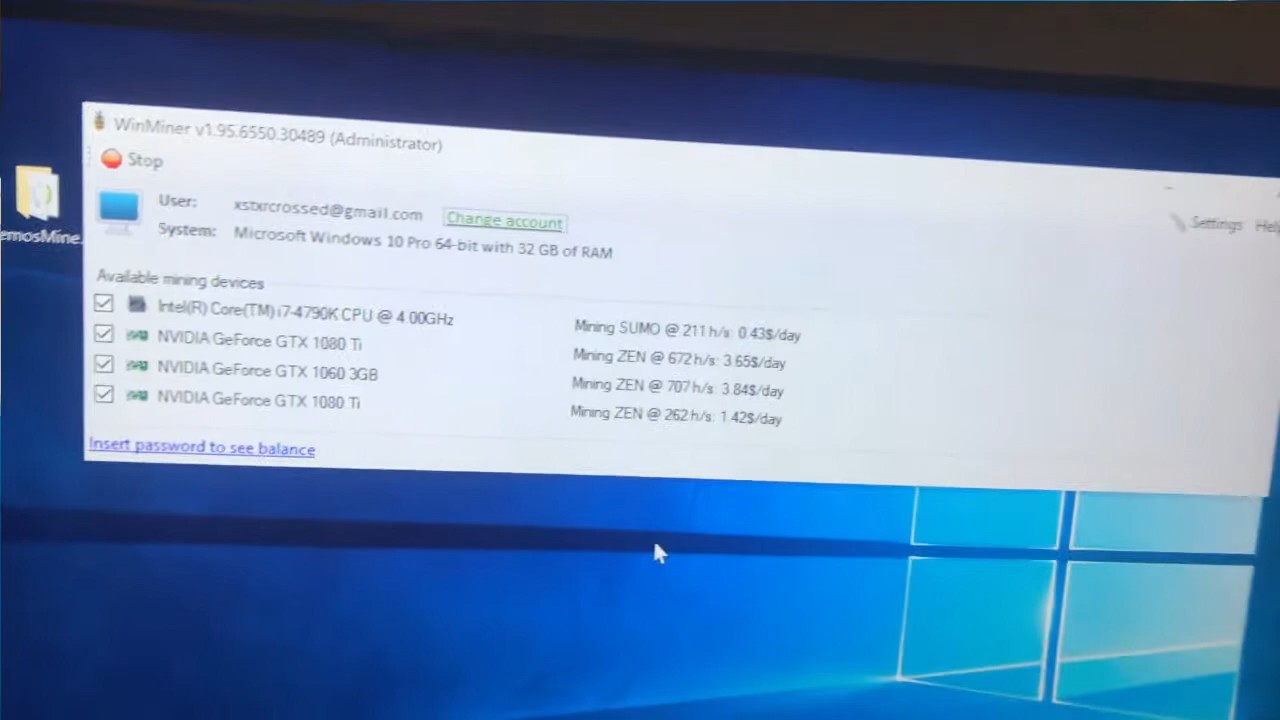 WinMiner v1.95.6550.30489 (Administrator)
Stop
Settings Help
User: xstxrcrossed@gmail.com Change account
System: Microsoft Windows 10 Pro 64-bit with 32 GB of RAM
Available mining devices
Intel(R) Core(TM) i7-4790K CPU @ 4.00GHz Mining SUMO @ 211 h/s: 0.43$/day
NVIDIA GeForce GTX 1080 Ti Mining ZEN @ 672 h/s: 3.65$/day
NVIDIA GeForce GTX 1060 3GB Mining ZEN @ 707 h/s: 3.84$/day
NVIDIA GeForce GTX 1080 Ti Mining ZEN @ 262 h/s: 1.42$/day
Insert password to see balance
emosMine..